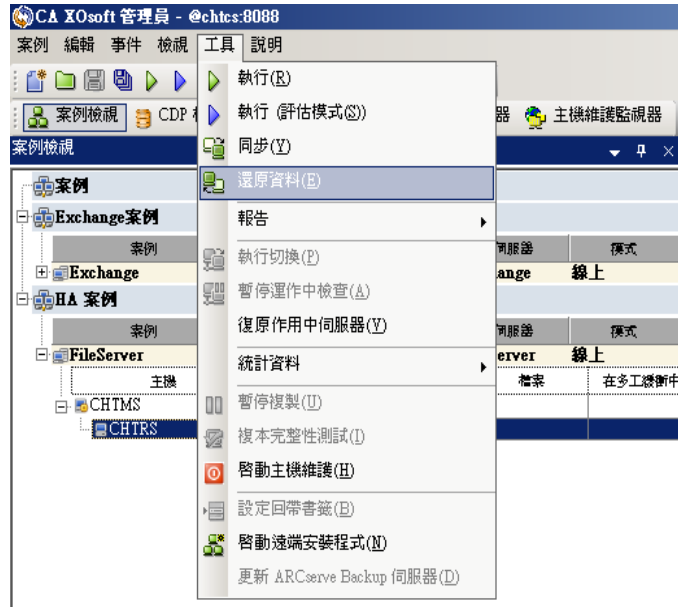 CA XOsoft 管理員 - @chtcs:8088
案例 編輯 事件 檢視 工具 說明
案例檢視 CDP
器 主機維護監視器
案例檢視
執行(R)
執行 (評估模式(S))
同步(Y)
還原資料(E)
報告
執行切換(P)
暫停運作中檢查(A)
復原作用中伺服器(V)
統計資料
暫停複製(U)
複本完整性測試(I)
啓動主機維護(H)
設定回帶書籤(B)
啓動遠端安裝程式(N)
更新 ARCserve Backup 伺服器(D)
案例
Exchange案例
案例 伺服器 模式
Exchange ange 線上
HA 案例
案例 伺服器 模式
FileServer erver 線上
主機 檔案 在多工緩衝中
CHTMS
CHTRS